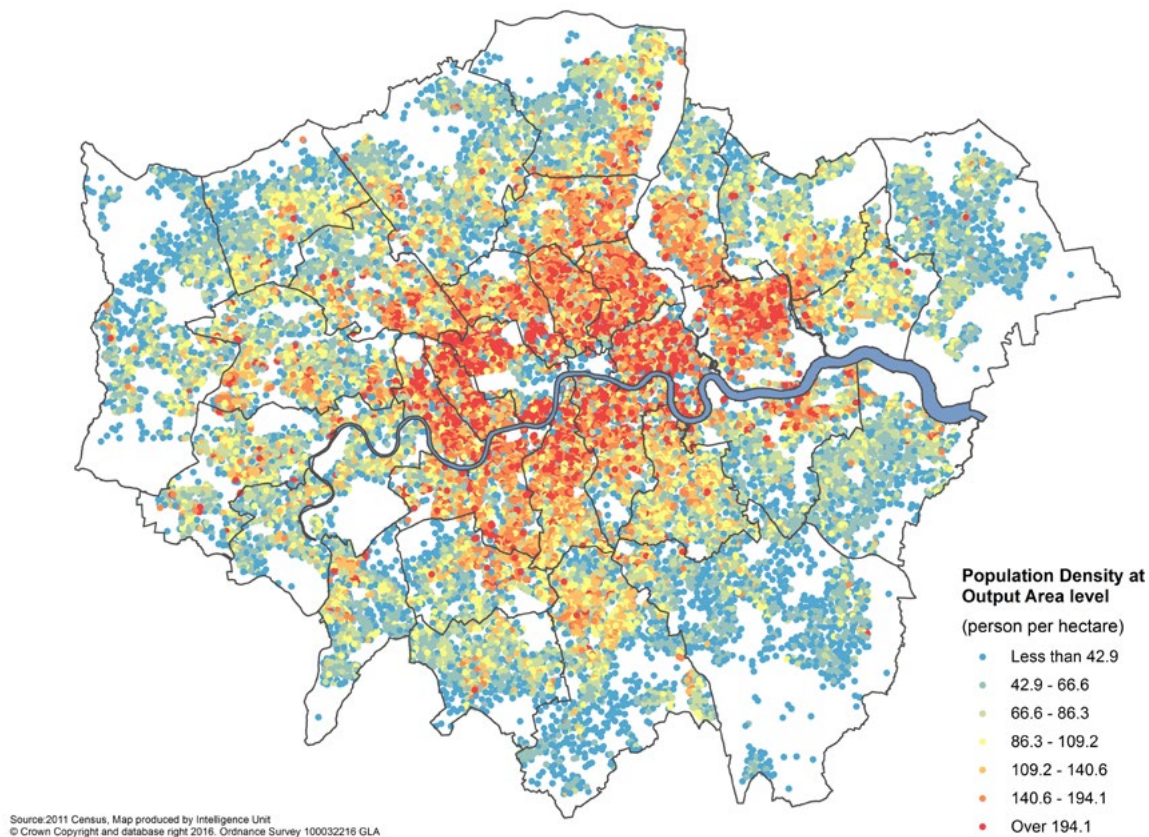 Population Density at
Output Area level
(person per hectare)
Less than 42.9
42.9 - 66.6
66.6 - 86.3
86.3 - 109.2
109.2 - 140.6
140.6 - 194.1
Over 194.1
Source:2011 Census, Map produced by Intelligence Unit
© Crown Copyright and database right 2016. Ordnance Survey 100032216 GLA